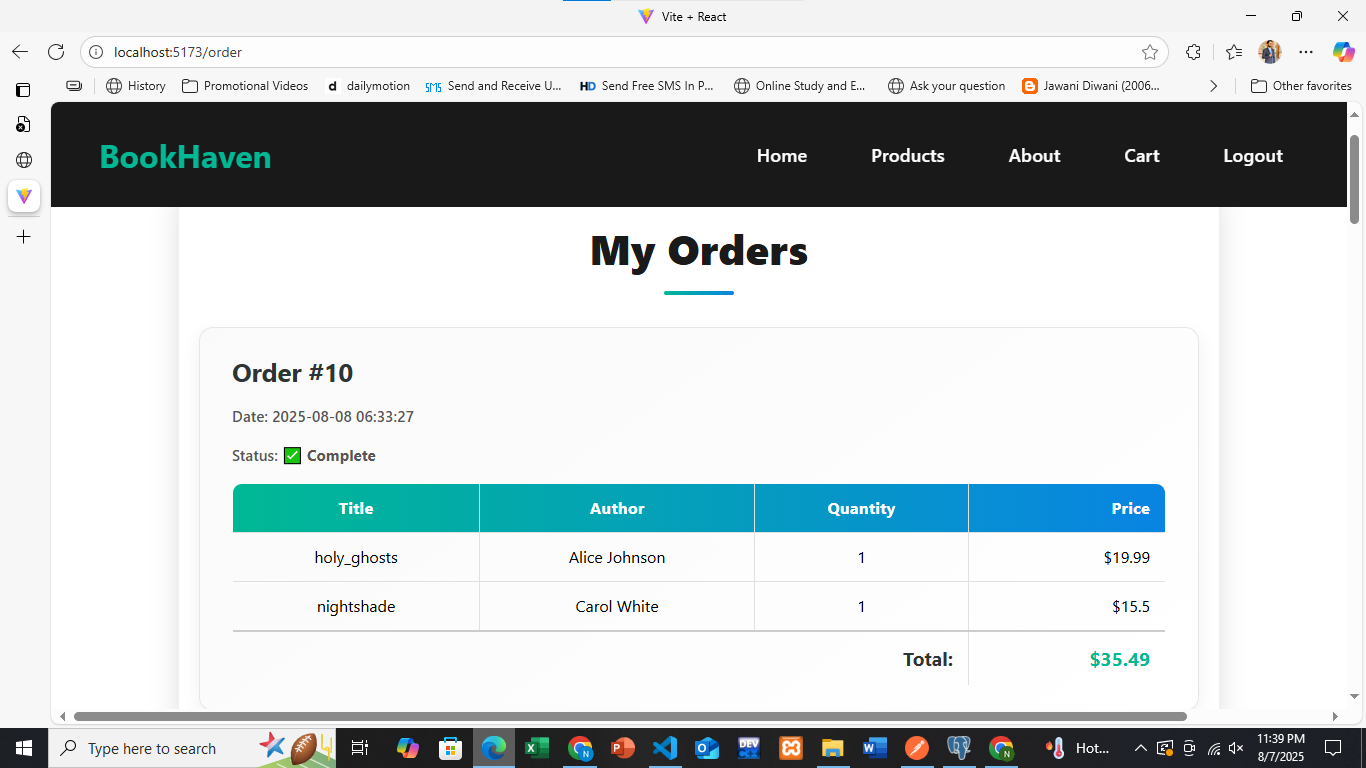 Vite + React
localhost:5173/order
History Promotional Videos dailymotion Send and Receive U... Send Free SMS In P... Online Study and E... Ask your question Jawani Diwani (2006... Other favorites
BookHaven Home Products About Cart Logout
My Orders
Order #10
Date: 2025-08-08 06:33:27
Status: ✅ Complete
Title Author Quantity Price
holy_ghosts Alice Johnson 1 $19.99
nightshade Carol White 1 $15.5
Total: $35.49
Type here to search Hot... 11:39 PM
8/7/2025